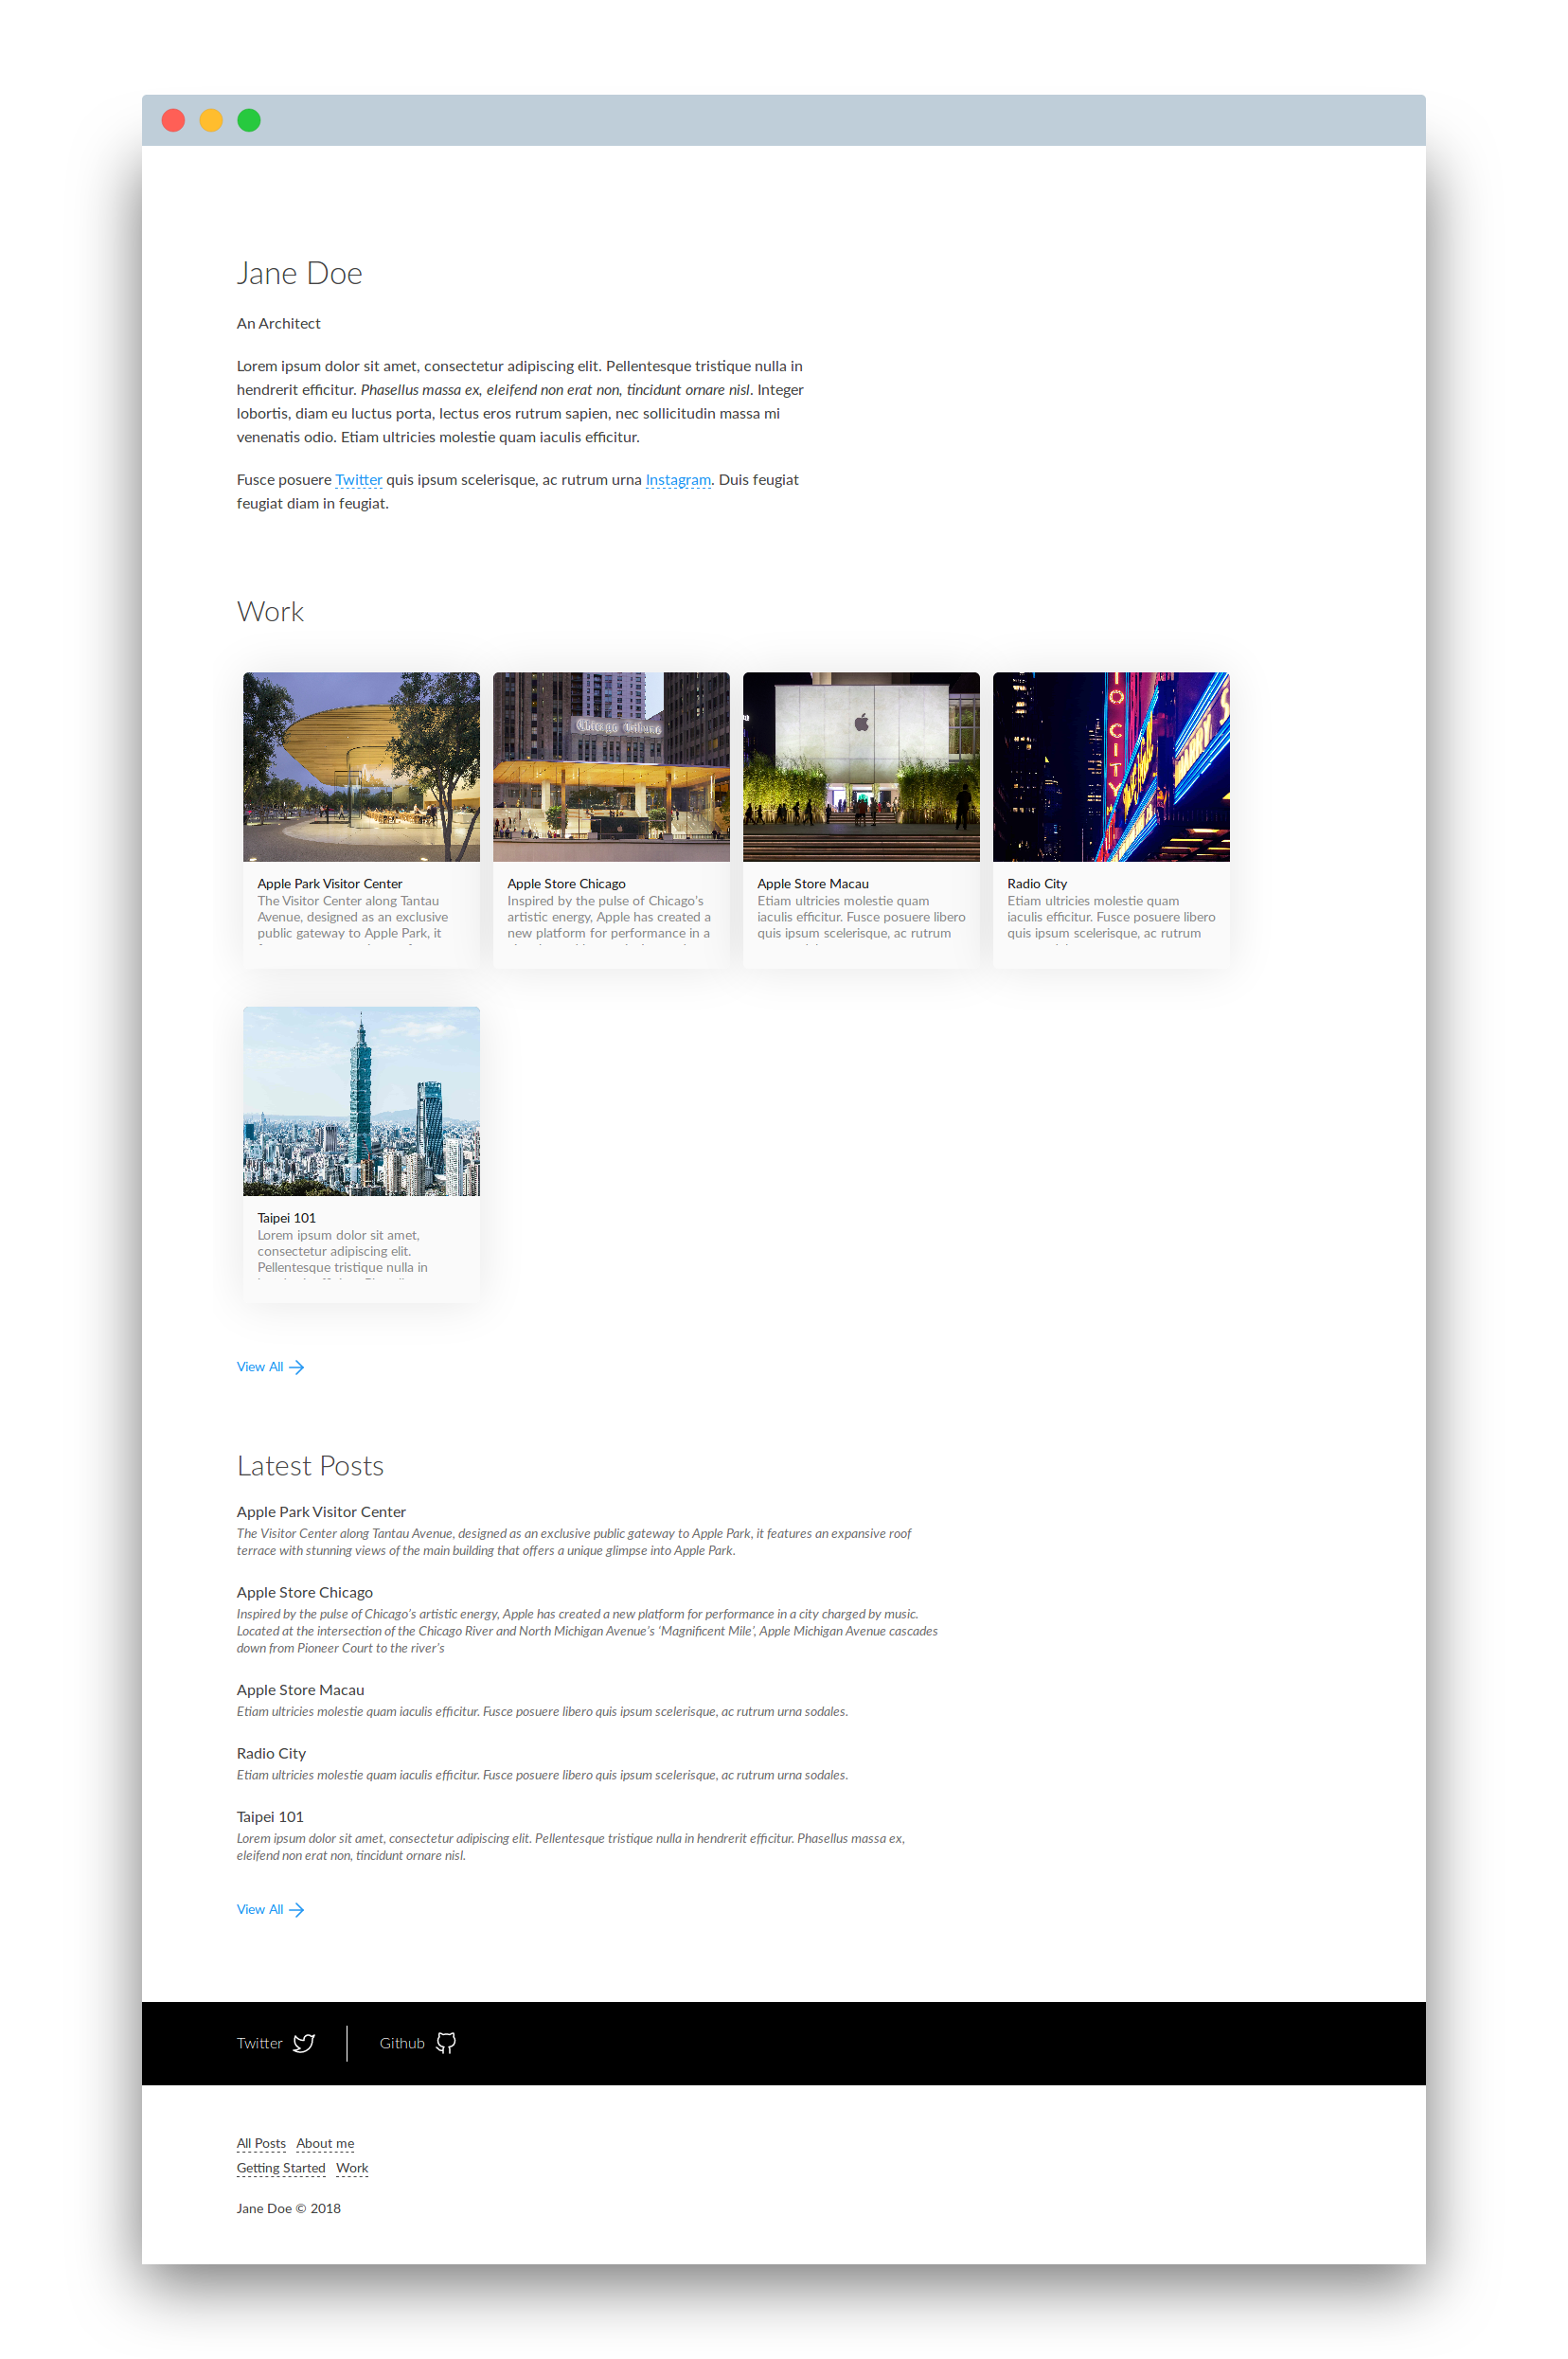 Jane Doe
An Architect
Lorem ipsum dolor sit amet, consectetur adipiscing elit. Pellentesque tristique nulla in
hendrerit efficitur. Phasellus massa ex, eleifend non erat non, tincidunt ornare nisl. Integer
lobortis, diam eu luctus porta, lectus eros rutrum sapien, nec sollicitudin massa mi
venenatis odio. Etiam ultricies molestie quam iaculis efficitur.
Fusce posuere Twitter quis ipsum scelerisque, ac rutrum urna Instagram. Duis feugiat
feugiat diam in feugiat.
Work
Chicago Tribune
IO CITY
Apple Park Visitor Center
The Visitor Center along Tantau
Avenue, designed as an exclusive
public gateway to Apple Park, it
Apple Store Chicago
Inspired by the pulse of Chicago's
artistic energy, Apple has created a
new platform for performance in a
Apple Store Macau
Etiam ultricies molestie quam
iaculis efficitur. Fusce posuere libero
quis ipsum scelerisque, ac rutrum
Radio City
Etiam ultricies molestie quam
iaculis efficitur. Fusce posuere libero
quis ipsum scelerisque, ac rutrum
Taipei 101
Lorem ipsum dolor sit amet,
consectetur adipiscing elit.
Pellentesque tristique nulla in
View All
Latest Posts
Apple Park Visitor Center
The Visitor Center along Tantau Avenue, designed as an exclusive public gateway to Apple Park, it features an expansive roof
terrace with stunning views of the main building that offers a unique glimpse into Apple Park.
Apple Store Chicago
Inspired by the pulse of Chicago's artistic energy, Apple has created a new platform for performance in a city charged by music.
Located at the intersection of the Chicago River and North Michigan Avenue's 'Magnificent Mile', Apple Michigan Avenue cascades
down from Pioneer Court to the river's
Apple Store Macau
Etiam ultricies molestie quam iaculis efficitur. Fusce posuere libero quis ipsum scelerisque, ac rutrum urna sodales.
Radio City
Etiam ultricies molestie quam iaculis efficitur. Fusce posuere libero quis ipsum scelerisque, ac rutrum urna sodales.
Taipei 101
Lorem ipsum dolor sit amet, consectetur adipiscing elit. Pellentesque tristique nulla in hendrerit efficitur. Phasellus massa ex,
eleifend non erat non, tincidunt ornare nisl.
View All
Twitter Github
All Posts About me
Getting Started Work
Jane Doe © 2018